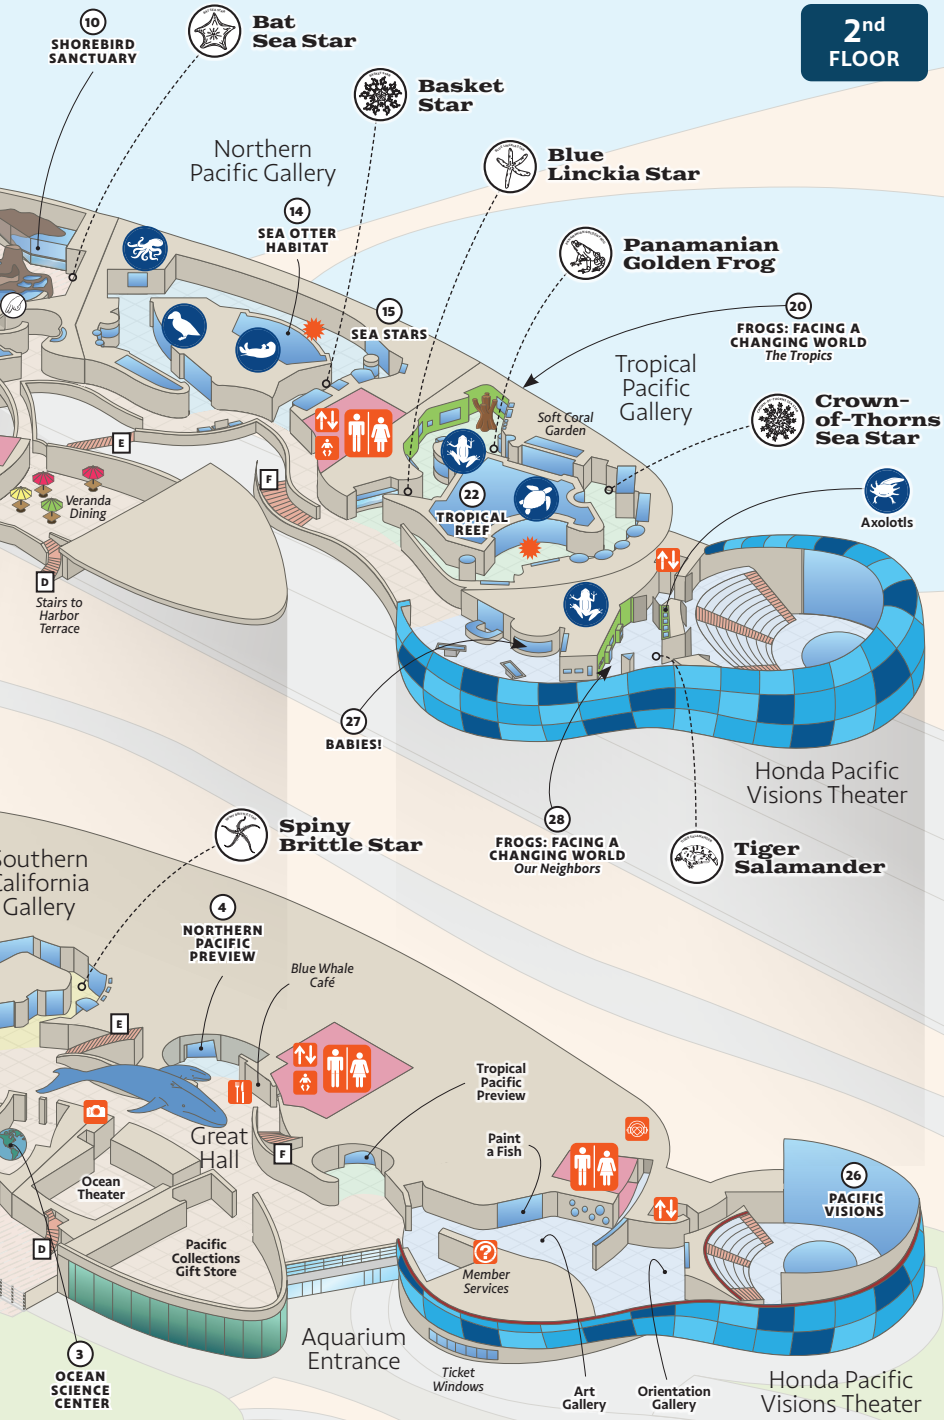 2nd
FLOOR
10
SHOREBIRD
SANCTUARY
Bat
Sea Star
Basket
Star
Northern
Pacific Gallery
Blue
Linckia Star
14
SEA OTTER
HABITAT
Panamanian
Golden Frog
15
SEA STARS
20
FROGS: FACING A
CHANGING WORLD
The Tropics
Tropical
Pacific
Gallery
Soft Coral
Garden
Crown-
of-Thorns
Sea Star
E
F
Veranda
Dining
22
TROPICAL
REEF
Axolotls
D
Stairs to
Harbor
Terrace
27
BABIES!
Honda Pacific
Visions Theater
28
FROGS: FACING A
CHANGING WORLD
Our Neighbors
Tiger
Salamander
Spiny
Brittle Star
Southern
California
Gallery
4
NORTHERN
PACIFIC
PREVIEW
Blue Whale
Café
E
Tropical
Pacific
Preview
Great
Hall
F
Paint
a Fish
Ocean
Theater
26
PACIFIC
VISIONS
D
Pacific
Collections
Gift Store
?
Member
Services
3
OCEAN
SCIENCE
CENTER
Aquarium
Entrance
Ticket
Windows
Art
Gallery
Orientation
Gallery
Honda Pacific
Visions Theater